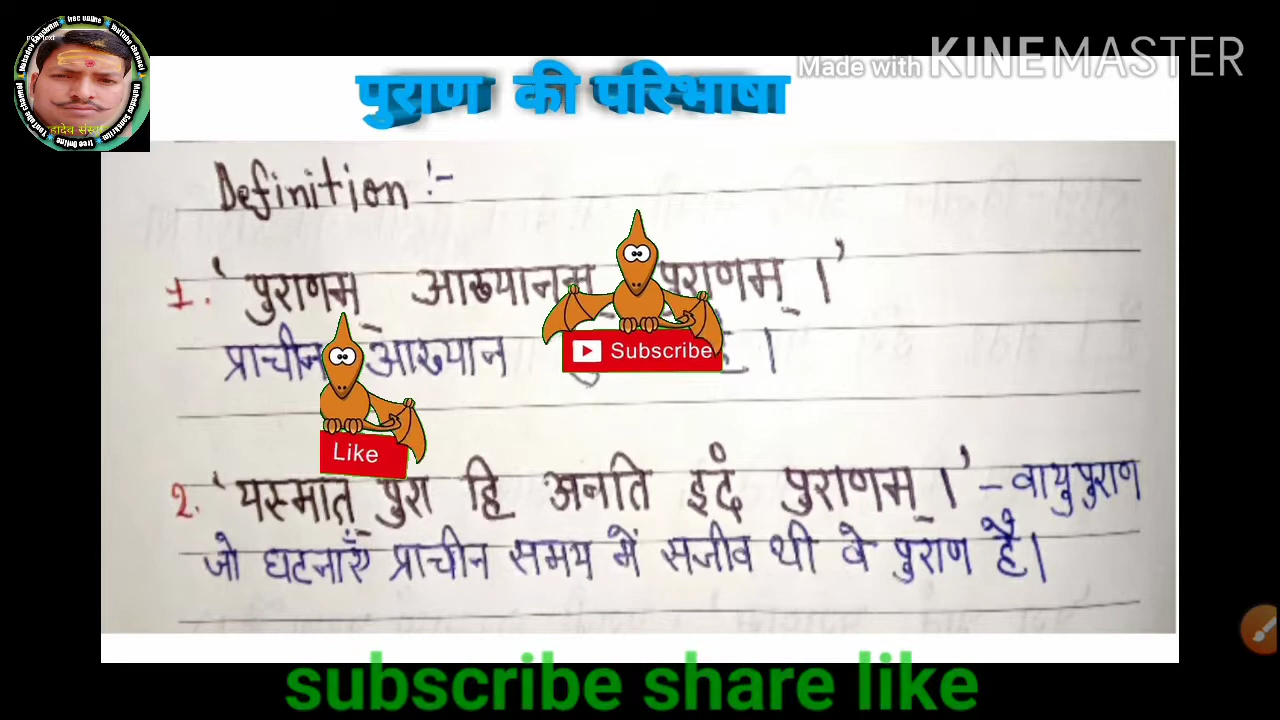 Made with KINEMASTER
पुराण की परिभाषा
Definition :-
1. ‘पुराणम् आख्यानम् पुराणम् ।’
प्राचीन आख्यान । 
Subscribe
Like
2. ‘यस्मात् पुरा हि अनति इदं पुराणम् ।’ - वायुपुराण
जो घटनाएँ प्राचीन समय में सजीव थी वे पुराण है।
subscribe share like